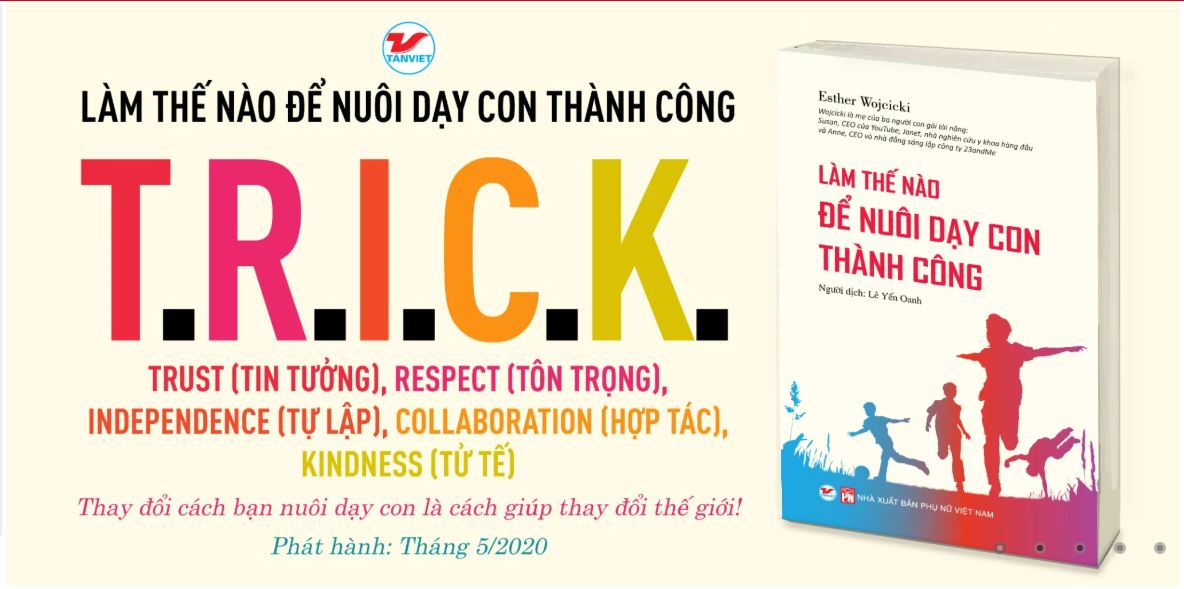 TANVIET
LÀM THẾ NÀO ĐỂ NUÔI DẠY CON THÀNH CÔNG
T.R.I.C.K.
TRUST (TIN TƯỞNG), RESPECT (TÔN TRỌNG),
INDEPENDENCE (TỰ LẬP), COLLABORATION (HỢP TÁC),
KINDNESS (TỬ TẾ)
Thay đổi cách bạn nuôi dạy con là cách giúp thay đổi thế giới!
Phát hành: Tháng 5/2020
Esther Wojcicki
Wojcicki là mẹ của ba người con gái tài năng:
Susan, CEO của YouTube; Janet, nhà nghiên cứu y khoa hàng đầu
và Anne, CEO và nhà đồng sáng lập công ty 23andMe
LÀM THẾ NÀO
ĐỂ NUÔI DẠY CON
THÀNH CÔNG
Người dịch: Lê Yến Oanh
PN NHÀ XUẤT BẢN PHỤ NỮ VIỆT NAM